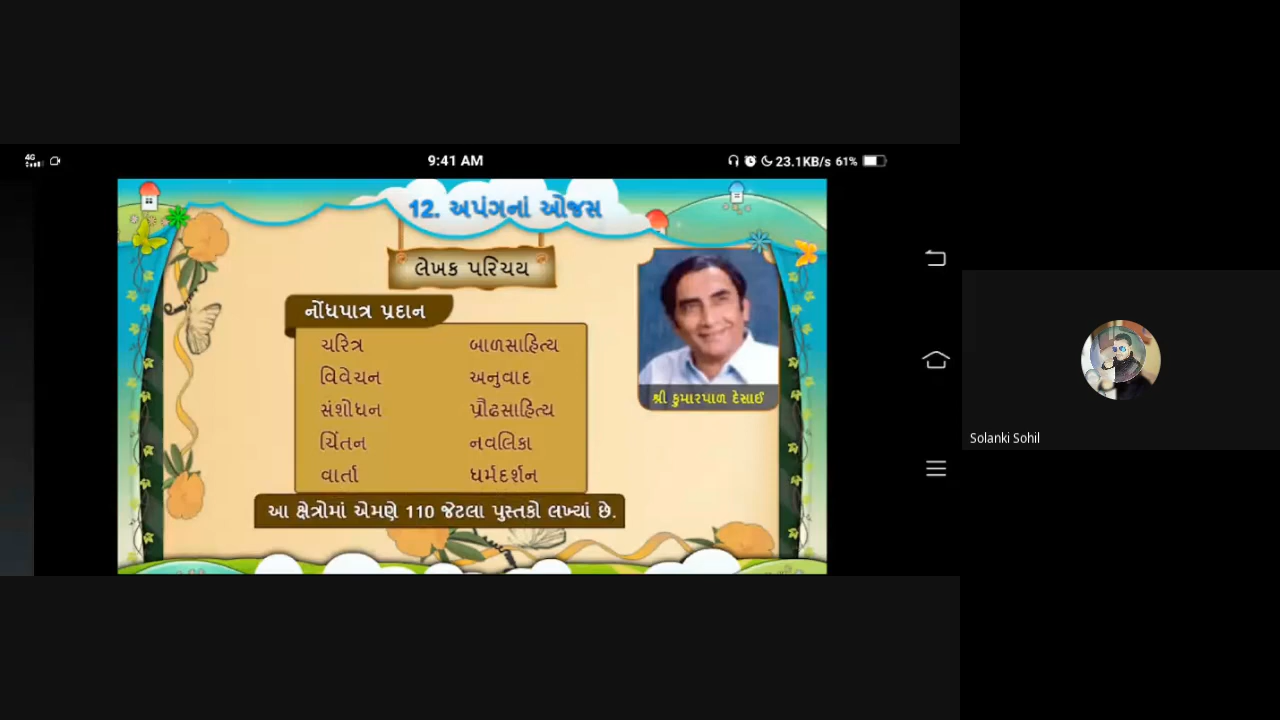 4G
9:41 AM
23.1KB/s 61%
12. અપંગનાં ઓજસ
લેખક પરિચય
નોંધપાત્ર પ્રદાન
ચરિત્ર બાળસાહિત્ય
વિવેચન અનુવાદ
સંશોધન પ્રૌઢસાહિત્ય
ચિંતન નવલિકા
વાર્તા ધર્મદર્શન
આ ક્ષેત્રોમાં એમણે 110 જેટલા પુસ્તકો લખ્યાં છે.
શ્રી કુમારપાળ દેસાઈ
Solanki Sohil